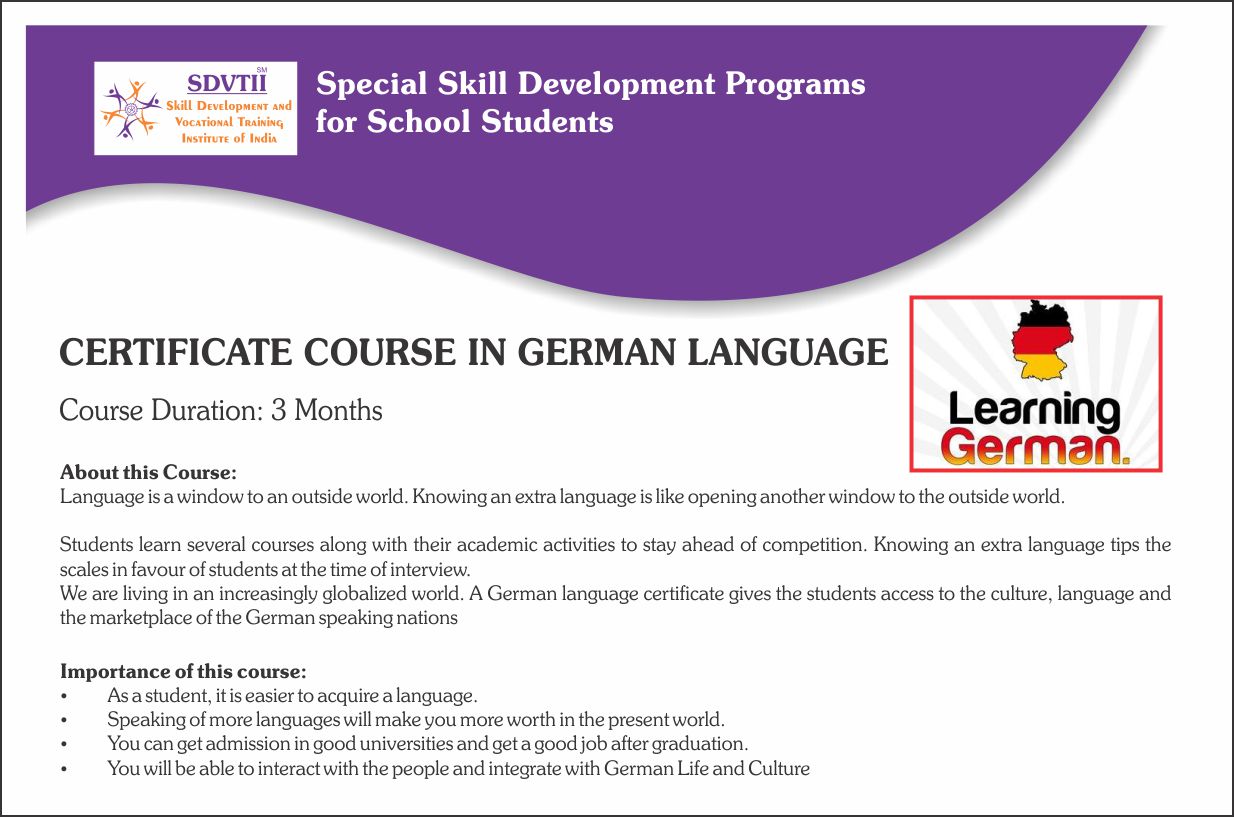 SDVTII SM
Skill Development and
Vocational Training
Institute of India
Special Skill Development Programs
for School Students
CERTIFICATE COURSE IN GERMAN LANGUAGE
Learning
German.
Course Duration: 3 Months
About this Course:
Language is a window to an outside world. Knowing an extra language is like opening another window to the outside world.
Students learn several courses along with their academic activities to stay ahead of competition. Knowing an extra language tips the
scales in favour of students at the time of interview.
We are living in an increasingly globalized world. A German language certificate gives the students access to the culture, language and
the marketplace of the German speaking nations
Importance of this course:
• As a student, it is easier to acquire a language.
• Speaking of more languages will make you more worth in the present world.
• You can get admission in good universities and get a good job after graduation.
• You will be able to interact with the people and integrate with German Life and Culture